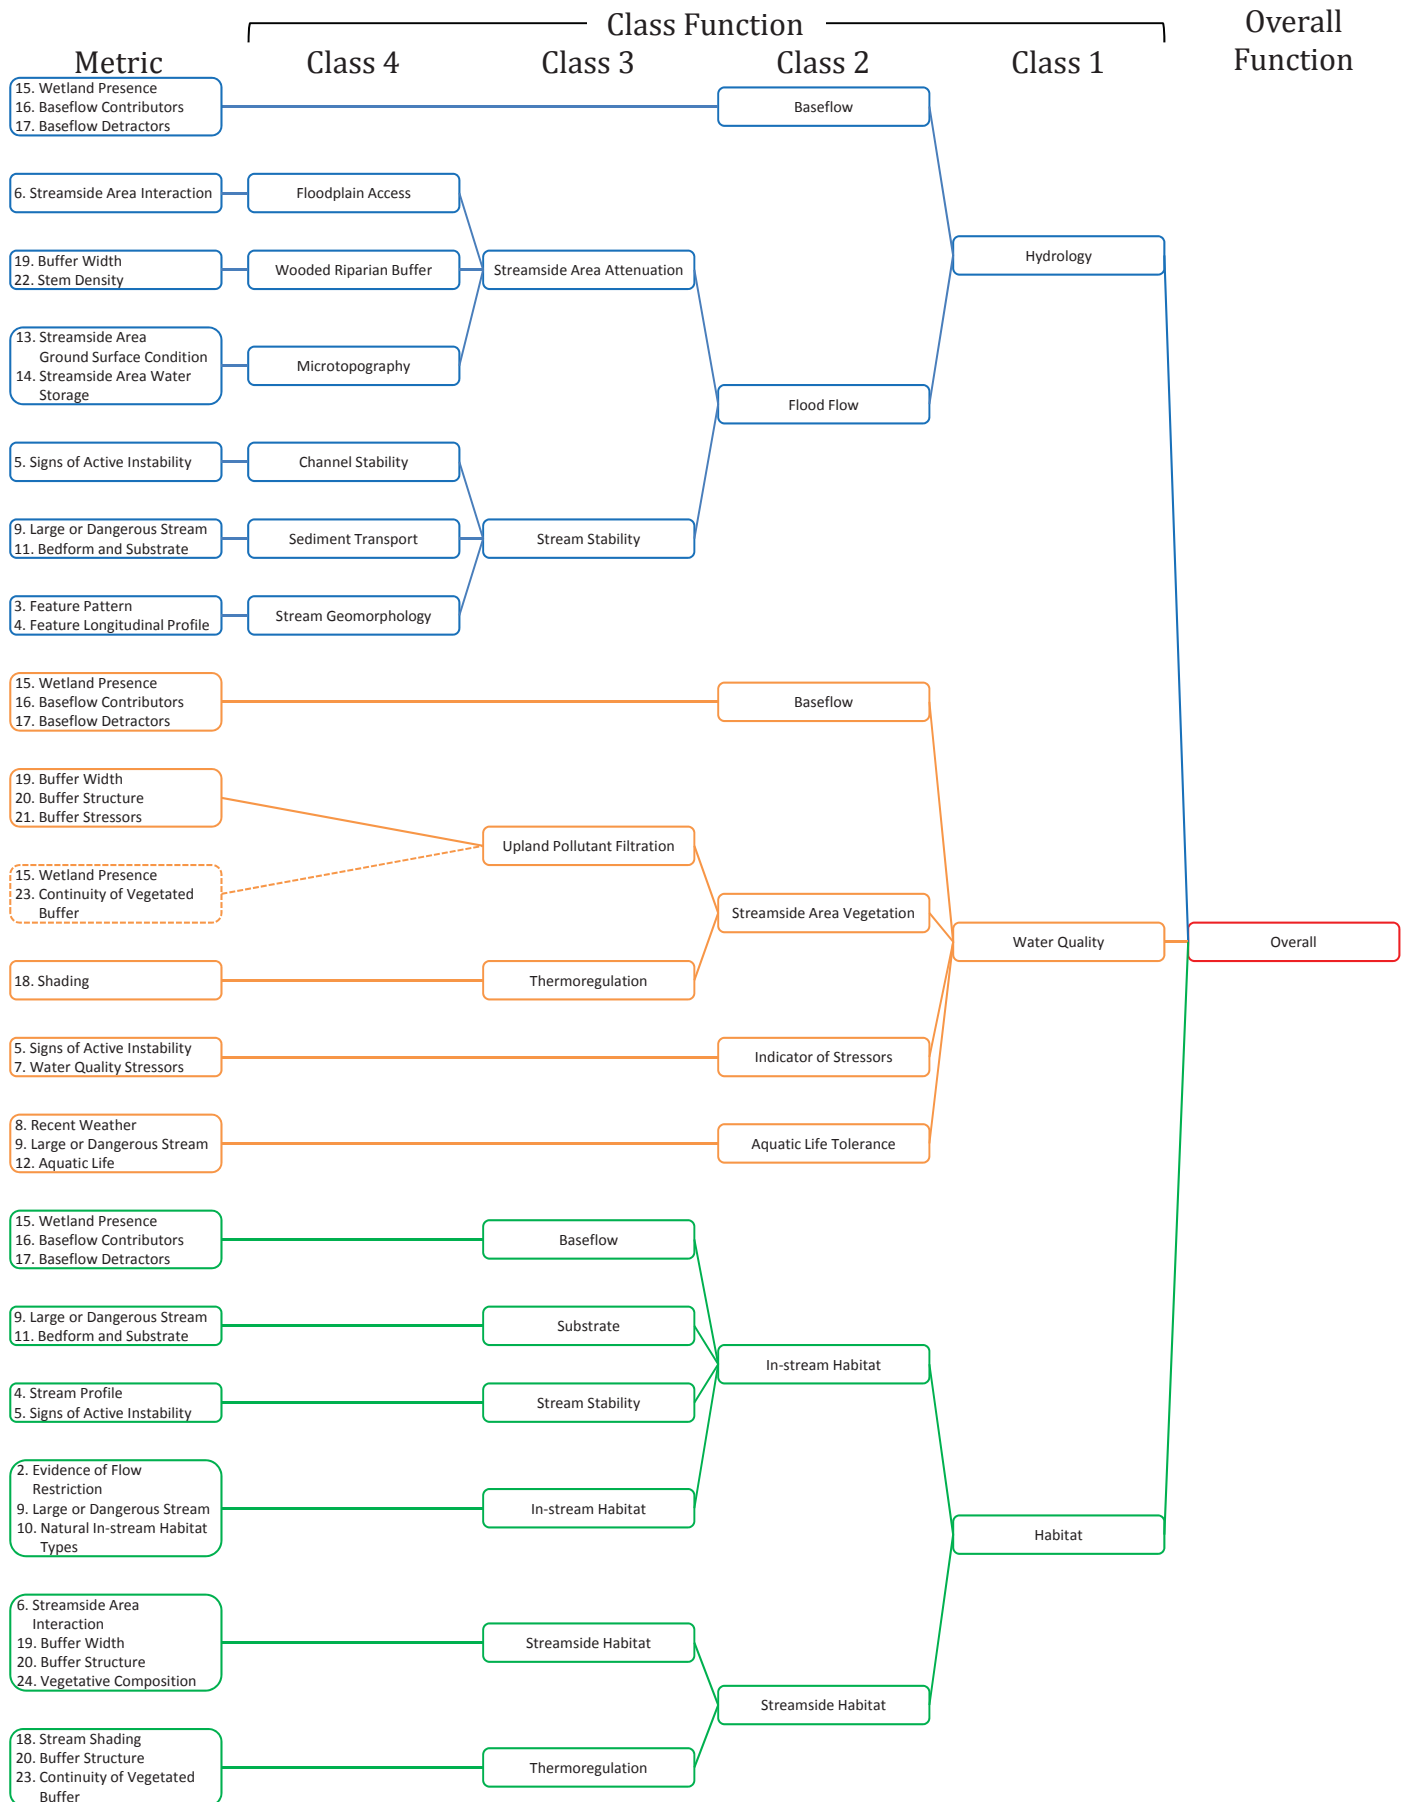 Class Function
Overall
Function
Metric
Class 4
Class 3
Class 2
Class 1
15. Wetland Presence
16. Baseflow Contributors
17. Baseflow Detractors
Baseflow
6. Streamside Area Interaction
Floodplain Access
19. Buffer Width
22. Stem Density
Wooded Riparian Buffer
Streamside Area Attenuation
Hydrology
13. Streamside Area
Ground Surface Condition
14. Streamside Area Water
Storage
Microtopography
Flood Flow
5. Signs of Active Instability
Channel Stability
9. Large or Dangerous Stream
11. Bedform and Substrate
Sediment Transport
Stream Stability
3. Feature Pattern
4. Feature Longitudinal Profile
Stream Geomorphology
15. Wetland Presence
16. Baseflow Contributors
17. Baseflow Detractors
Baseflow
19. Buffer Width
20. Buffer Structure
21. Buffer Stressors
Upland Pollutant Filtration
15. Wetland Presence
23. Continuity of Vegetated
Buffer
Streamside Area Vegetation
Water Quality
Overall
18. Shading
Thermoregulation
5. Signs of Active Instability
7. Water Quality Stressors
Indicator of Stressors
8. Recent Weather
9. Large or Dangerous Stream
12. Aquatic Life
Aquatic Life Tolerance
15. Wetland Presence
16. Baseflow Contributors
17. Baseflow Detractors
Baseflow
9. Large or Dangerous Stream
11. Bedform and Substrate
Substrate
In-stream Habitat
4. Stream Profile
5. Signs of Active Instability
Stream Stability
2. Evidence of Flow
Restriction
9. Large or Dangerous Stream
10. Natural In-stream Habitat
Types
In-stream Habitat
Habitat
6. Streamside Area
Interaction
19. Buffer Width
20. Buffer Structure
24. Vegetative Composition
Streamside Habitat
Streamside Habitat
18. Stream Shading
20. Buffer Structure
23. Continuity of Vegetated
Buffer
Thermoregulation